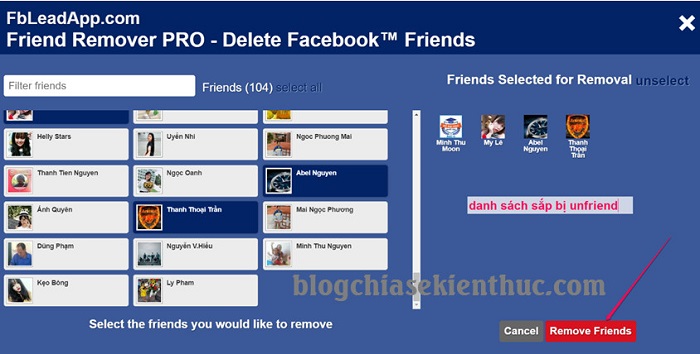 FbLeadApp.com
Friend Remover PRO - Delete Facebook™ Friends
Filter friends
Friends (104) select all
Friends Selected for Removal unselect
Helly Stars
Uyển Nhi
Ngoc Phuong Mai
Thanh Tien Nguyen
Ngọc Oanh
Abel Nguyen
Ánh Quyên
Thanh Thoại Trần
Mai Ngọc Phương
Dũng Phạm
Nguyễn V.Hiếu
Minh Thu Nguyen
Kẹo Bông
Ly Pham
Minh Thu
Moon
My Lê
Abel
Nguyen
Thanh
Thoại
Trần
danh sách sắp bị unfriend
blogchiasekienthuc.com
Select the friends you would like to remove
Cancel
Remove Friends